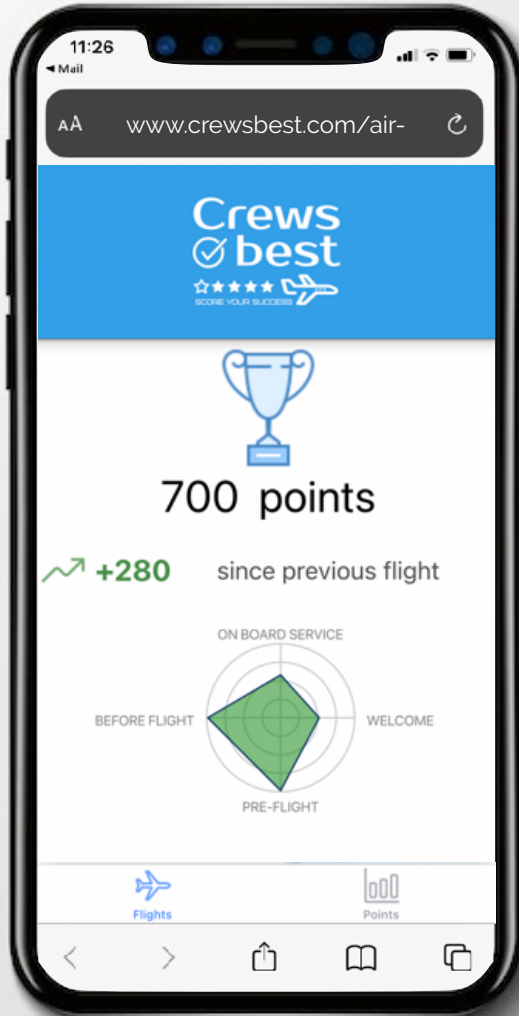 11:26
◄ Mail
AA www.crewsbest.com/air-
Crews
best
SCORE YOUR SUCCESS
700 points
+280 since previous flight
ON BOARD SERVICE
BEFORE FLIGHT
WELCOME
PRE-FLIGHT
Flights
Points